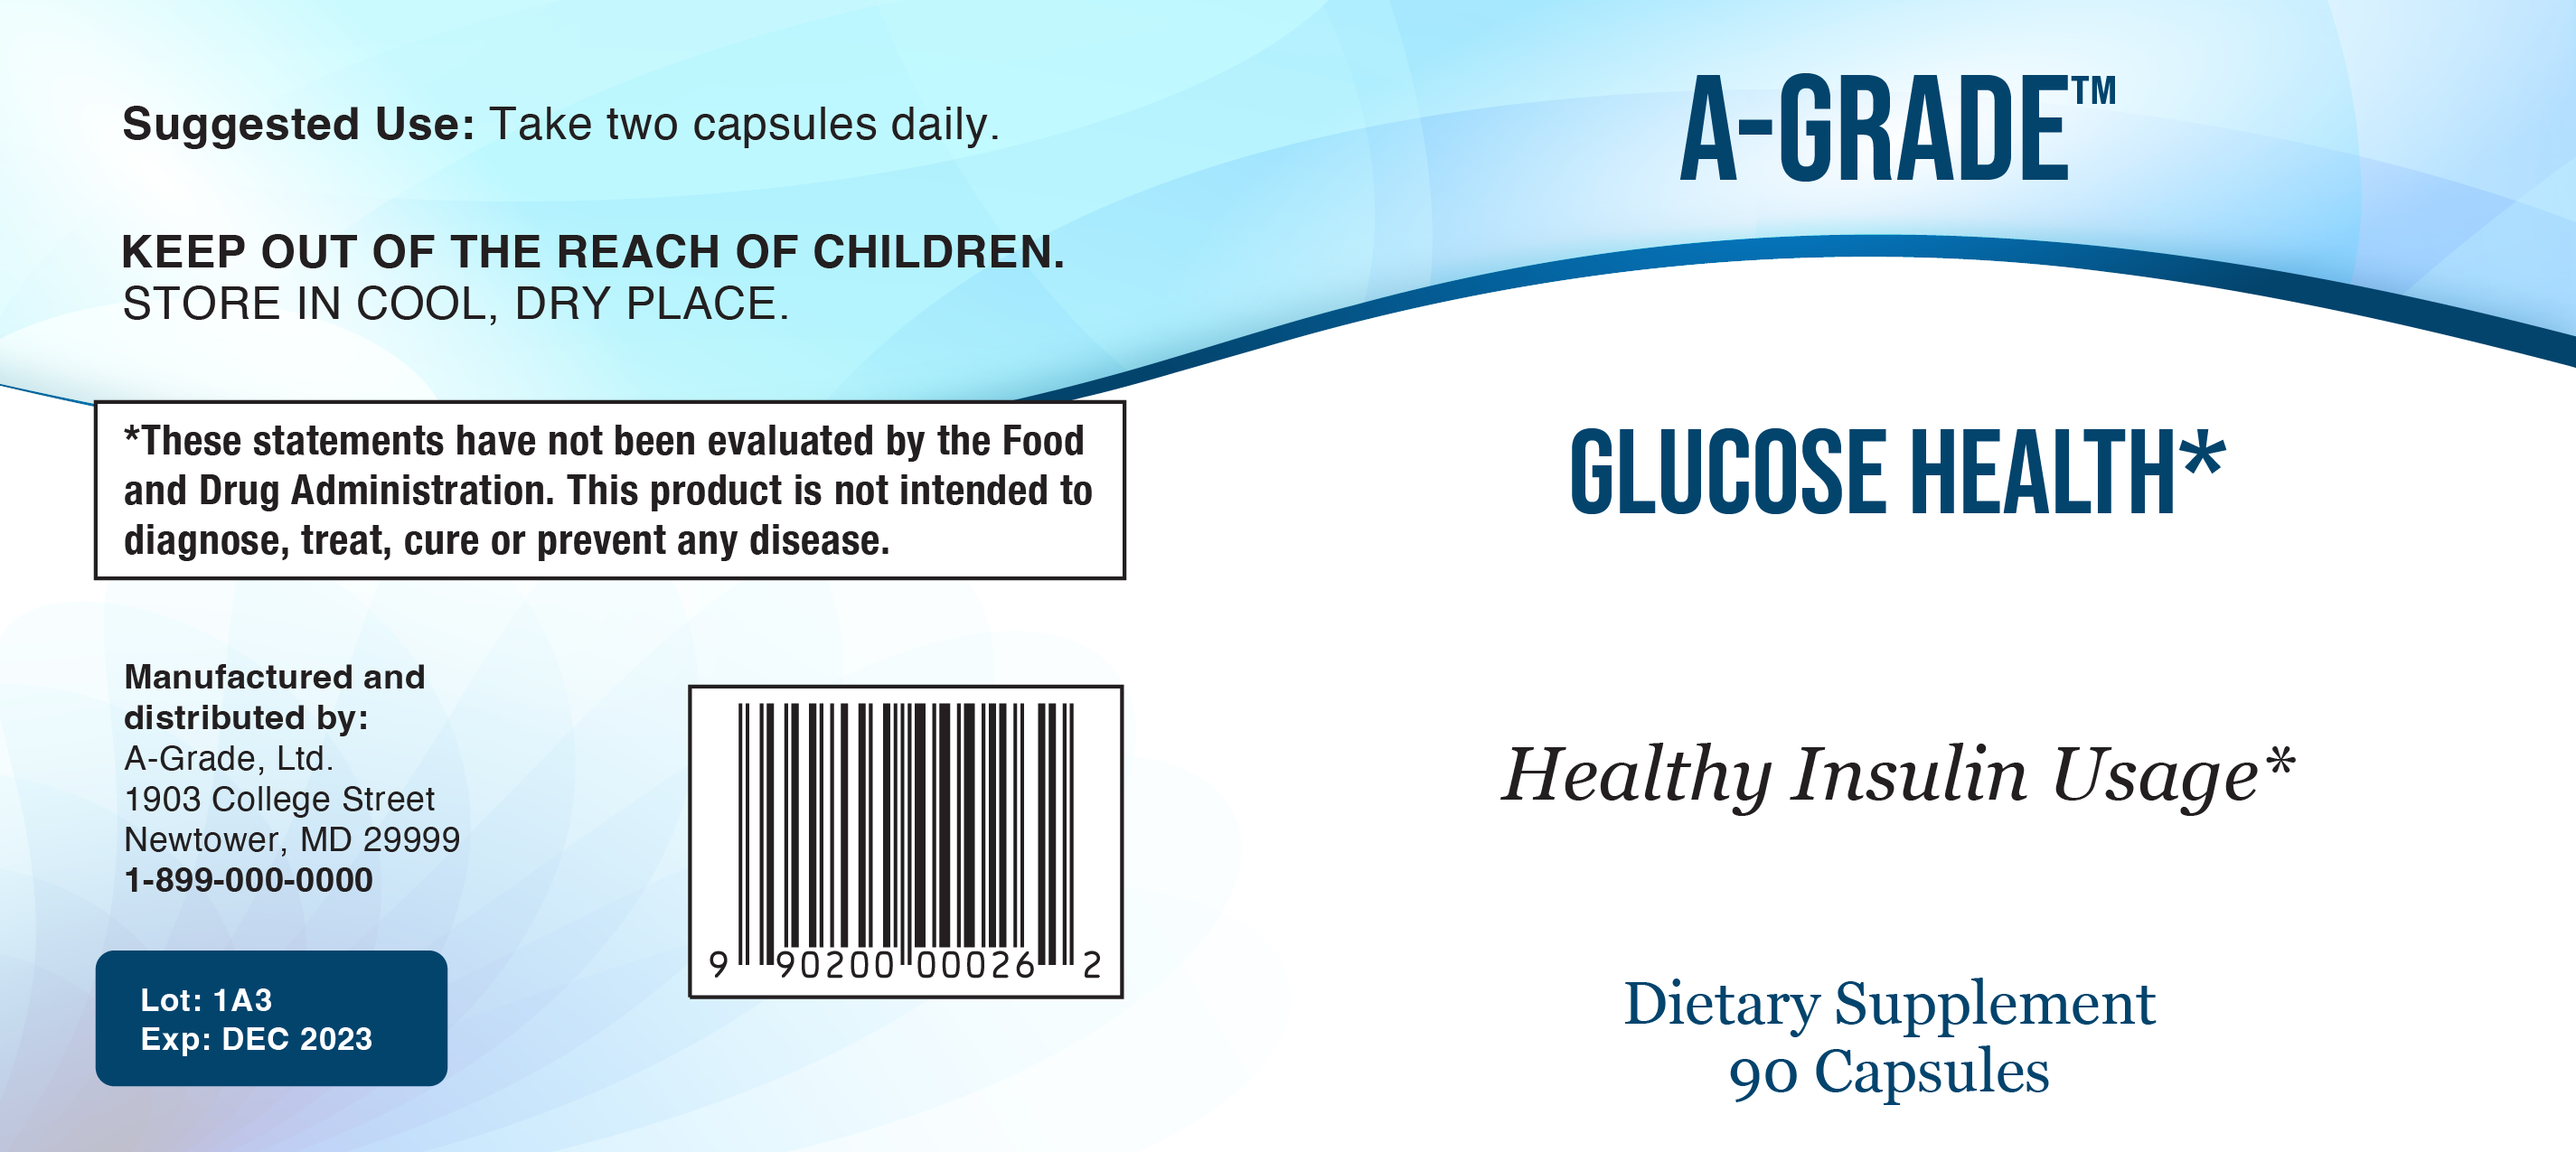 Suggested Use: Take two capsules daily.
KEEP OUT OF THE REACH OF CHILDREN.
STORE IN COOL, DRY PLACE.
*These statements have not been evaluated by the Food
and Drug Administration. This product is not intended to
diagnose, treat, cure or prevent any disease.
Manufactured and
distributed by:
A-Grade, Ltd.
1903 College Street
Newtower, MD 29999
1-899-000-0000
Lot: 1A3
Exp: DEC 2023
9 90200 00026 2
A-GRADE™
GLUCOSE HEALTH*
Healthy Insulin Usage*
Dietary Supplement
90 Capsules